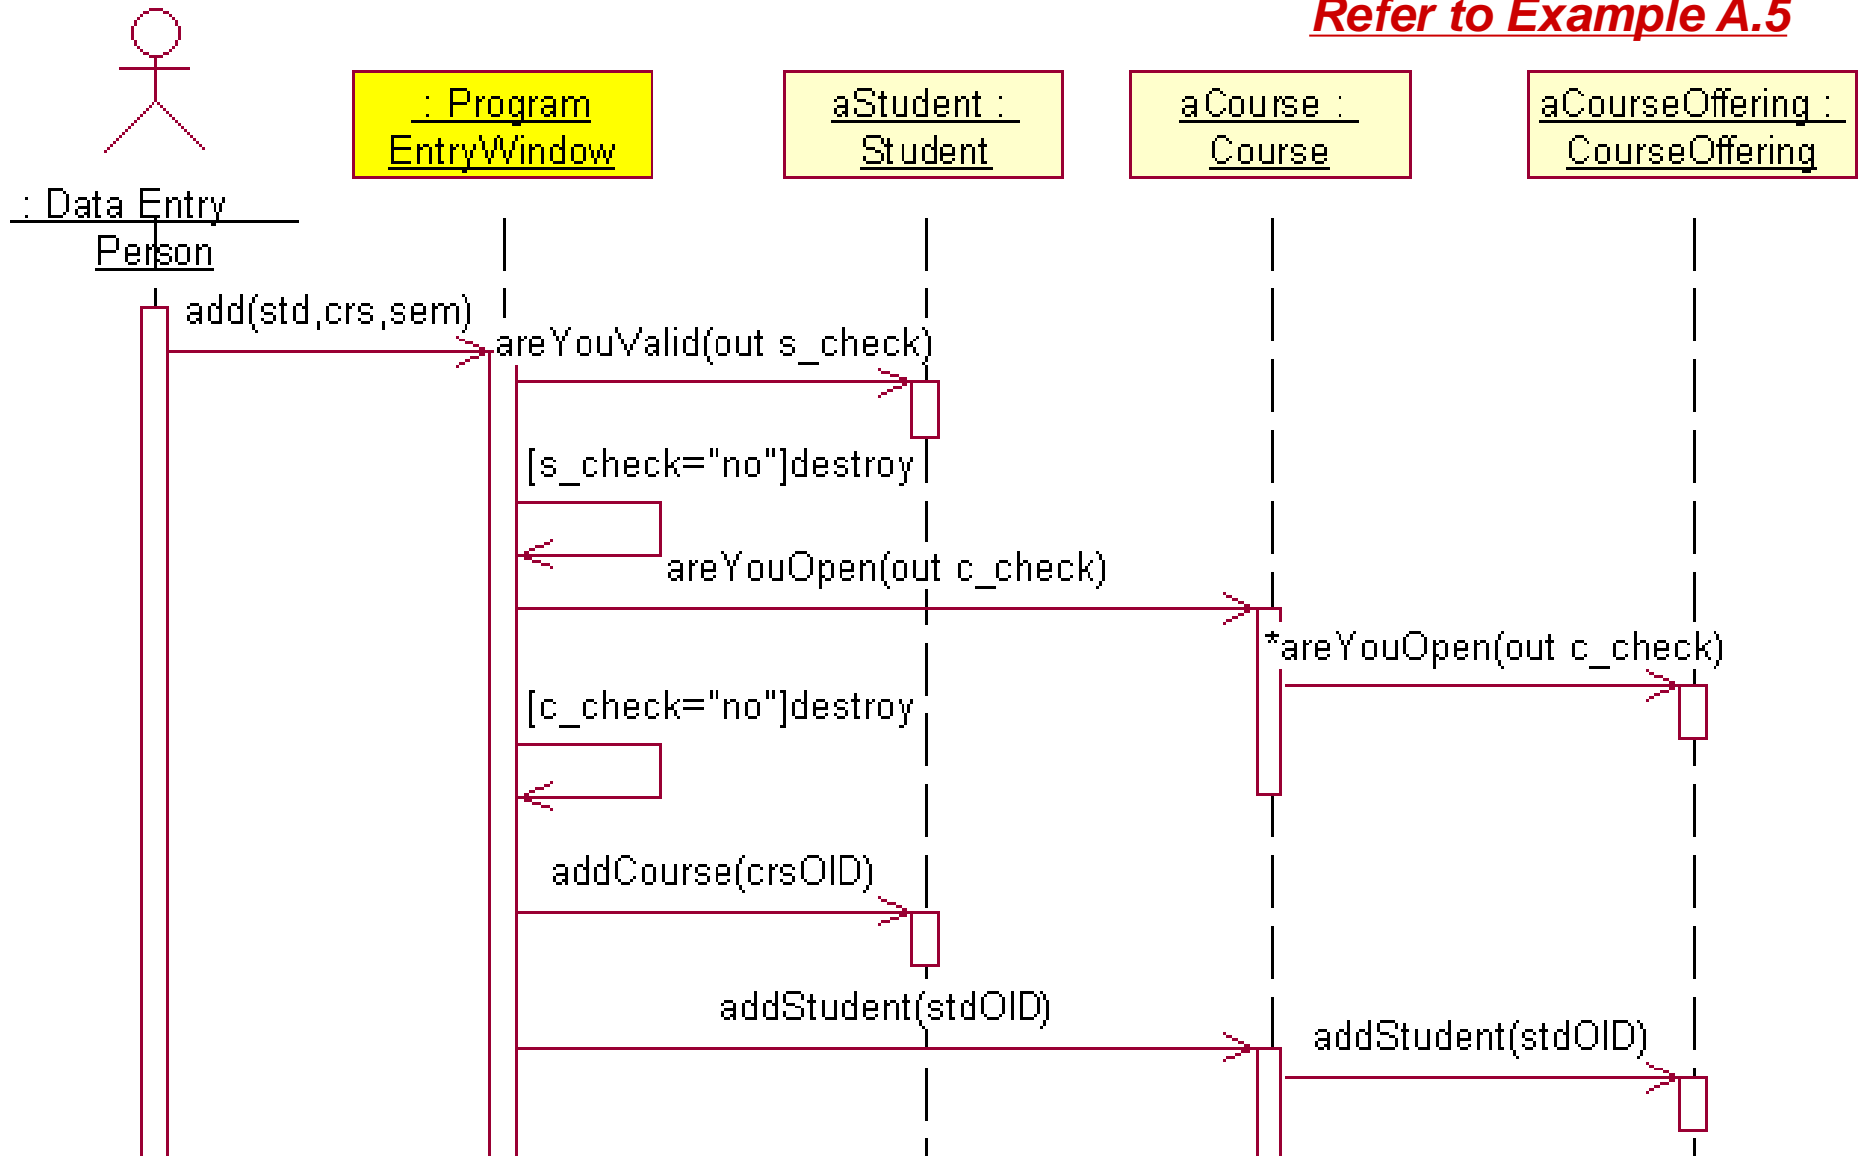 Refer to Example A.5
: Program
EntryWindow
aStudent :
Student
aCourse :
Course
aCourseOffering :
CourseOffering
: Data Entry
Person
add(std,crs,sem)
areYouValid(out s_check)
[s_check="no"]destroy
areYouOpen(out c_check)
*areYouOpen(out c_check)
[c_check="no"]destroy
addCourse(crsOID)
addStudent(stdOID)
addStudent(stdOID)